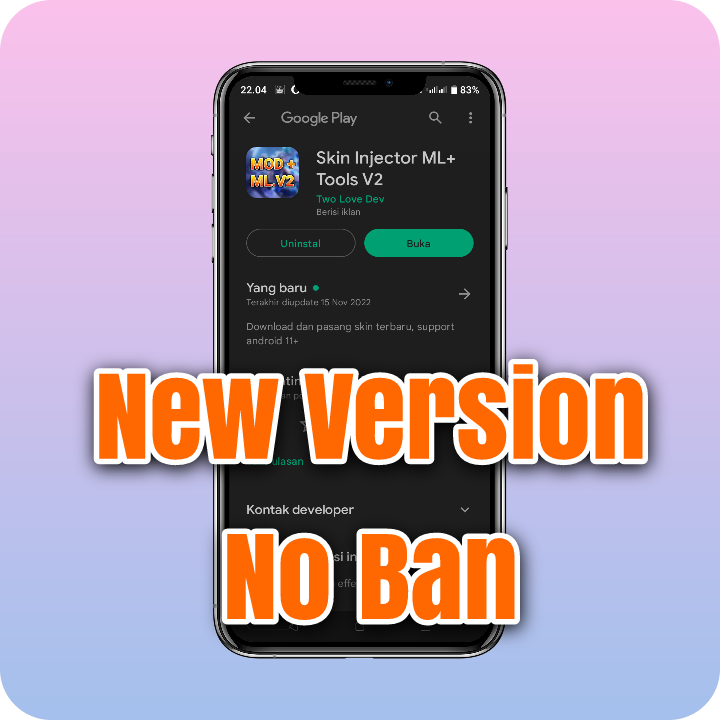 22.04
83%
Google Play
MOD +
ML V2
Skin Injector ML+
Tools V2
Two Love Dev
Berisi iklan
Uninstal
Buka
Yang baru
Terakhir diupdate 15 Nov 2022
Download dan pasang skin terbaru, support
android 11+
New Version
ulasan
Kontak developer
No Ban